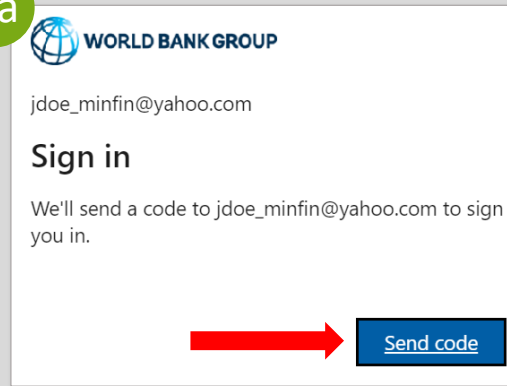 a
WORLD BANK GROUP
jdoe_minfin@yahoo.com
Sign in
We'll send a code to jdoe_minfin@yahoo.com to sign
you in.
Send code